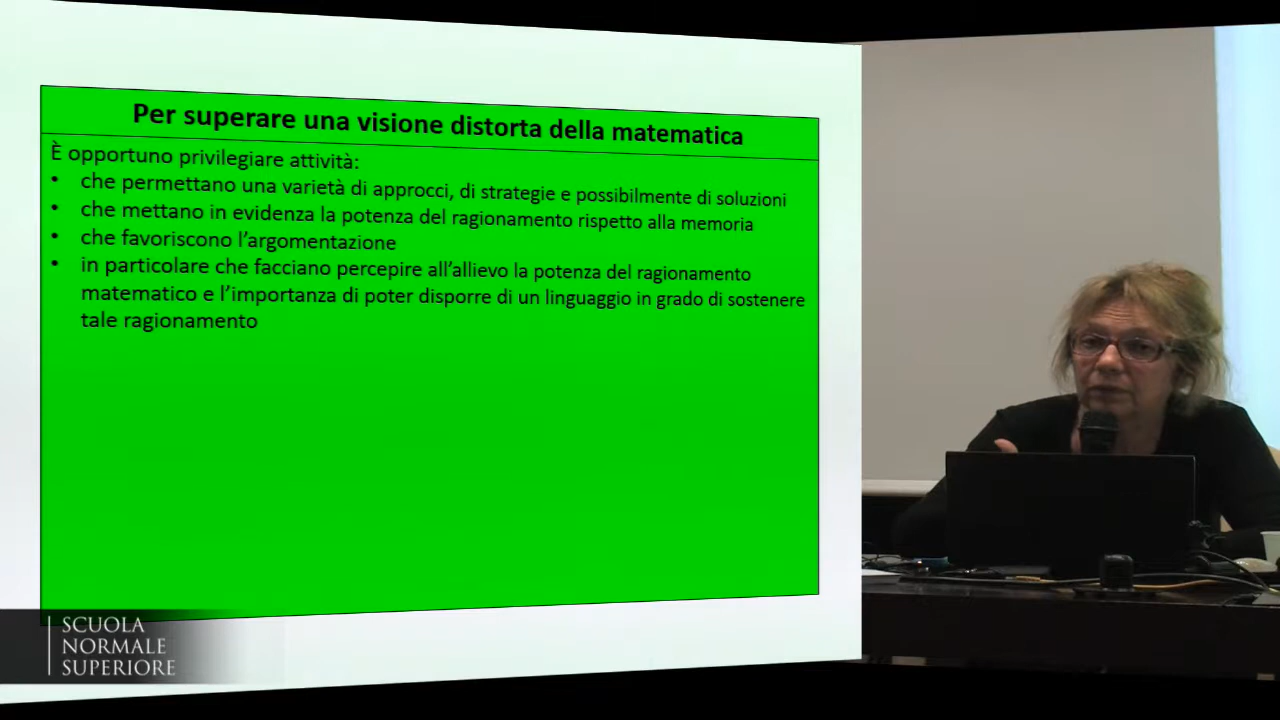 Per superare una visione distorta della matematica
È opportuno privilegiare attività:
• che permettano una varietà di approcci, di strategie e possibilmente di soluzioni
• che mettano in evidenza la potenza del ragionamento rispetto alla memoria
• che favoriscono l'argomentazione
• in particolare che facciano percepire all'allievo la potenza del ragionamento
matematico e l'importanza di poter disporre di un linguaggio in grado di sostenere
tale ragionamento
SCUOLA
NORMALE
SUPERIORE